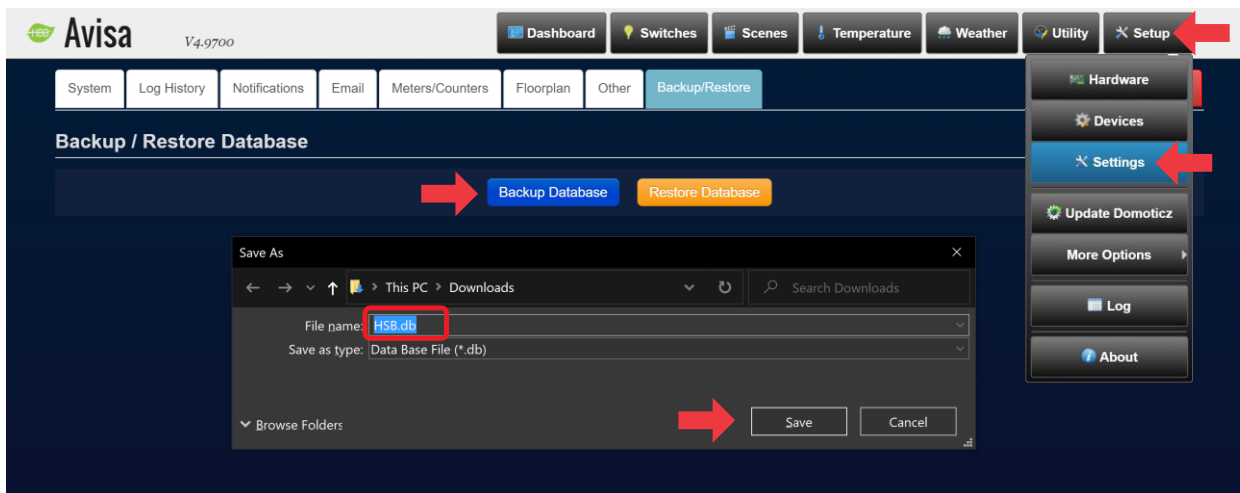 HSB Avisa V4.9700 Dashboard Switches Scenes Temperature Weather Utility Setup
System Log History Notifications Email Meters/Counters Floorplan Other Backup/Restore
Hardware
Devices
Settings
Update Domoticz
More Options
Log
About
Backup / Restore Database
Backup Database Restore Database
Save As
This PC > Downloads Search Downloads
File name: HSB.db
Save as type: Data Base File (*.db)
Browse Folders Save Cancel